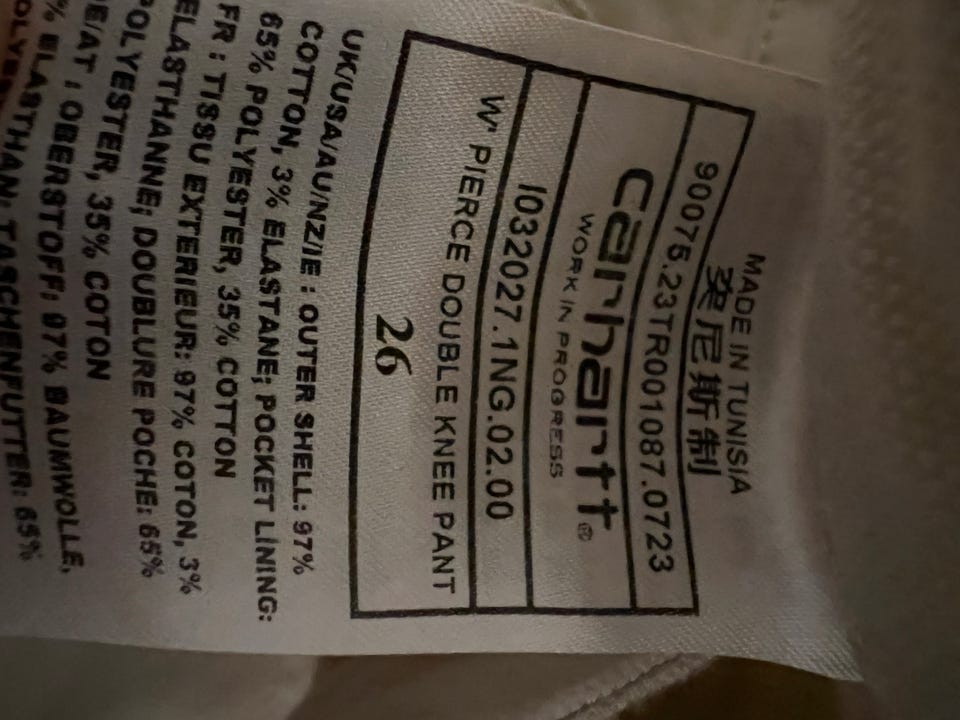 MADE IN TUNISIA
突尼斯制
90075.23TR001087.0723
carhartt®
WORK IN PROGRESS
I032027.1NG.02.00
W' PIERCE DOUBLE KNEE PANT
26
UK/USA/AU/NZ/IE : OUTER SHELL: 97%
COTTON, 3% ELASTANE; POCKET LINING:
65% POLYESTER, 35% COTTON
FR : TISSU EXTERIEUR: 97% COTON, 3%
ELASTHANNE; DOUBLURE POCHE: 65%
POLYESTER, 35% COTON
DE/AT : OBERSTOFF: 97% BAUMWOLLE,
% ELASTHAN; TASCHENFUTTER: 65%